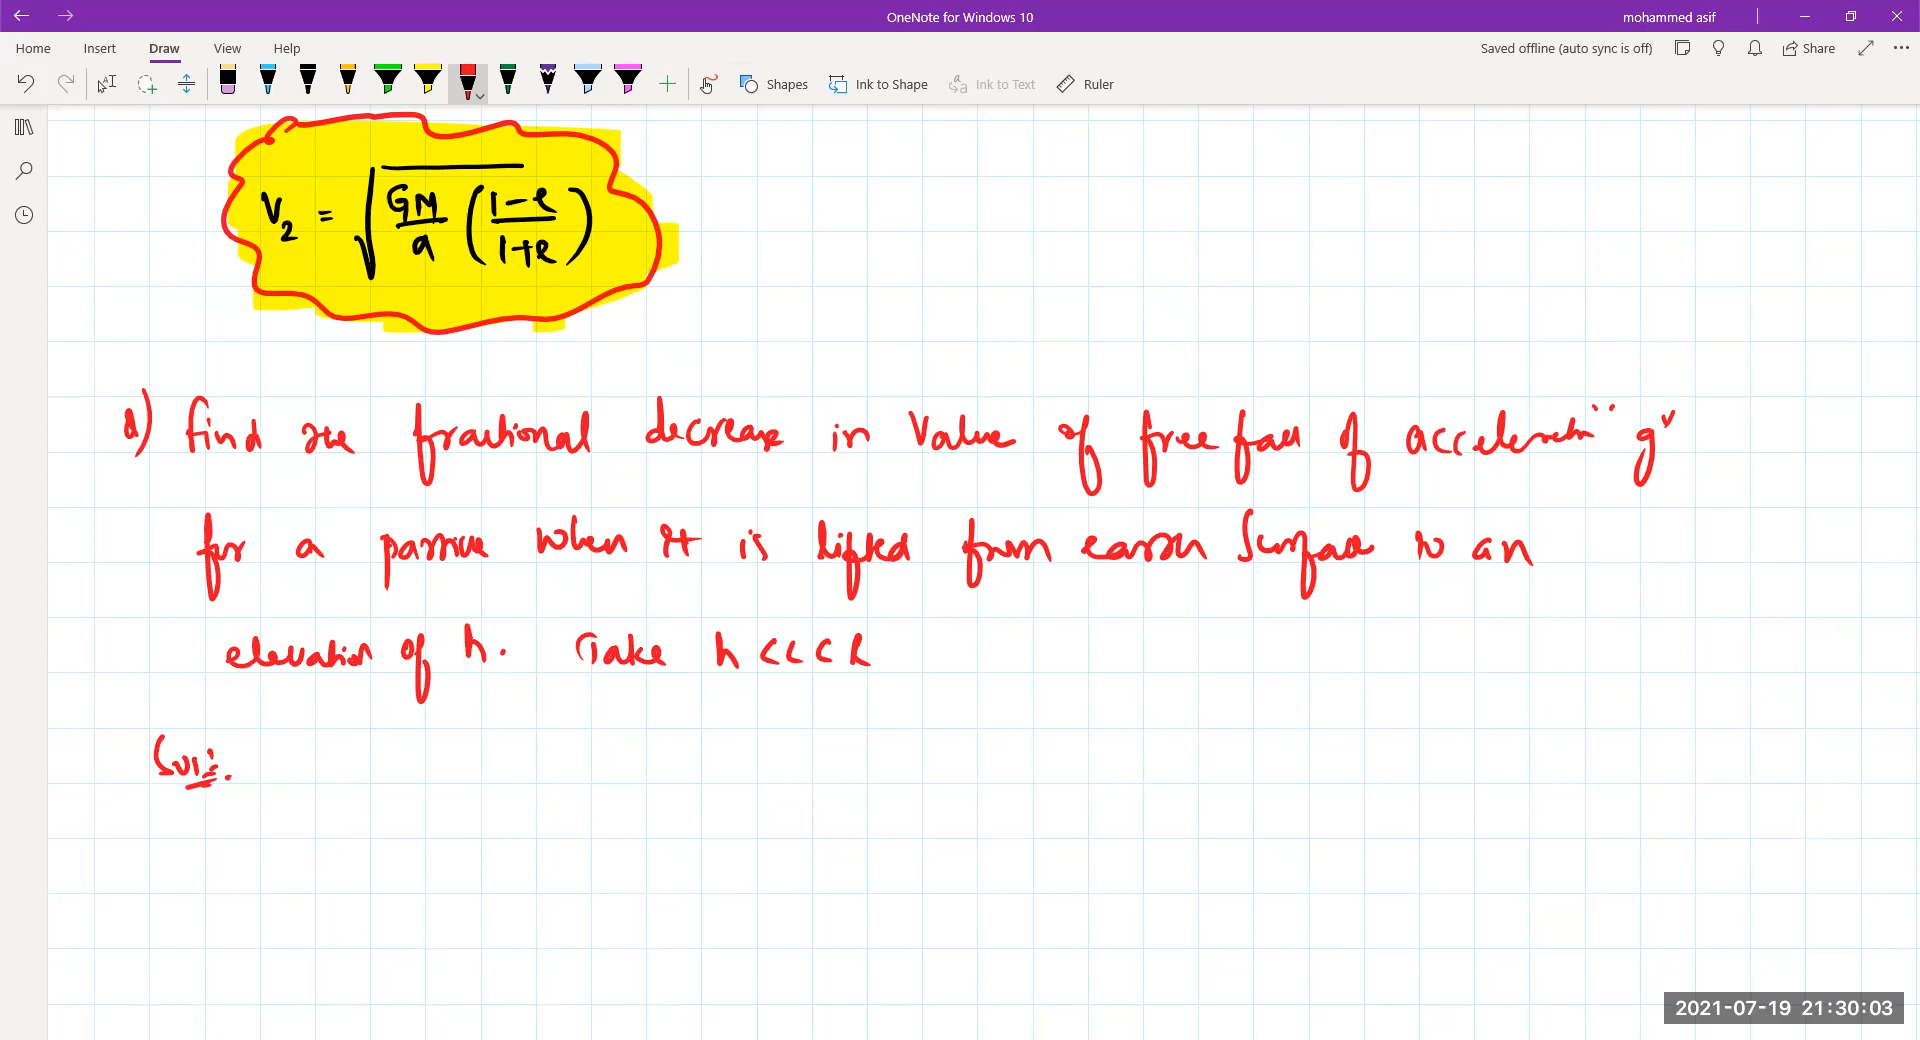 OneNote for Windows 10
mohammed asif
Home Insert Draw View Help
Saved offline (auto sync is off) Share
Shapes Ink to Shape Ink to Text Ruler
V₂ = √(GM/a ((1-e)/(1+e)))
Q) find the fractional decrease in value of free fall of acceleration "g"
for a particle when it is lifted from earth surface to an
elevation of h. Take h <<< R
Sol:
2021-07-19 21:30:03